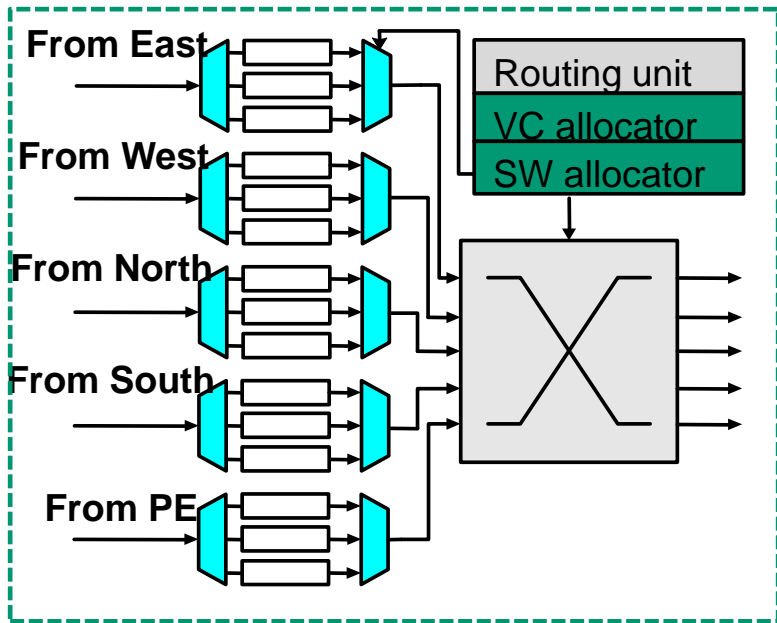 From East
Routing unit
VC allocator
From West
SW allocator
From North
From South
From PE